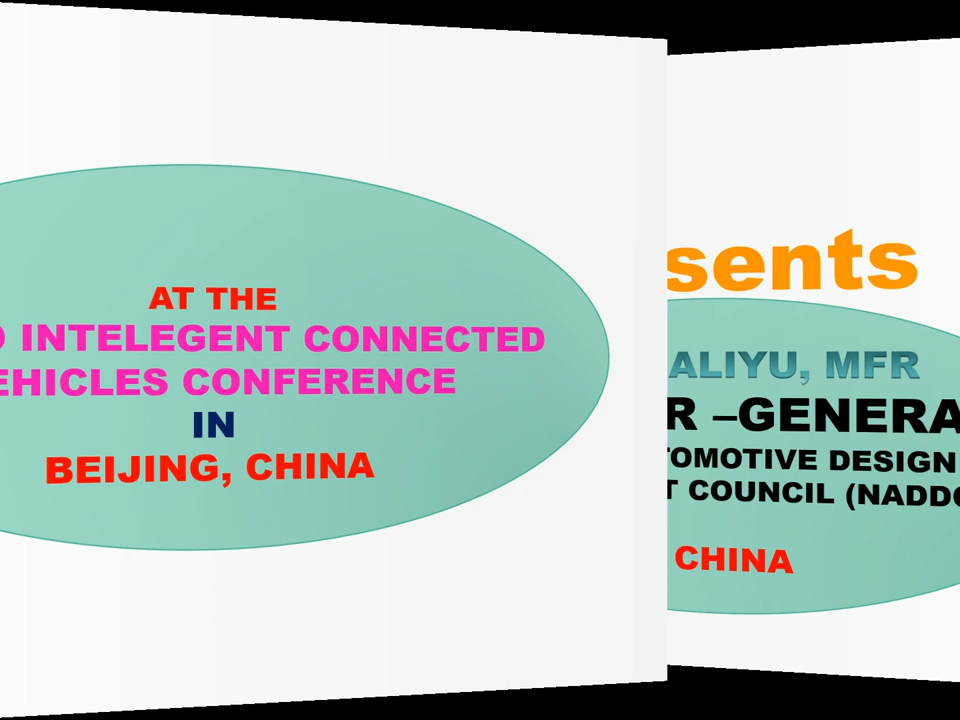 AT THE
INTELEGENT CONNECTED
EHICLES CONFERENCE
IN
BEIJING, CHINA
sents
ALIYU, MFR
R –GENERA
TOMOTIVE DESIGN
T COUNCIL (NADD
CHINA